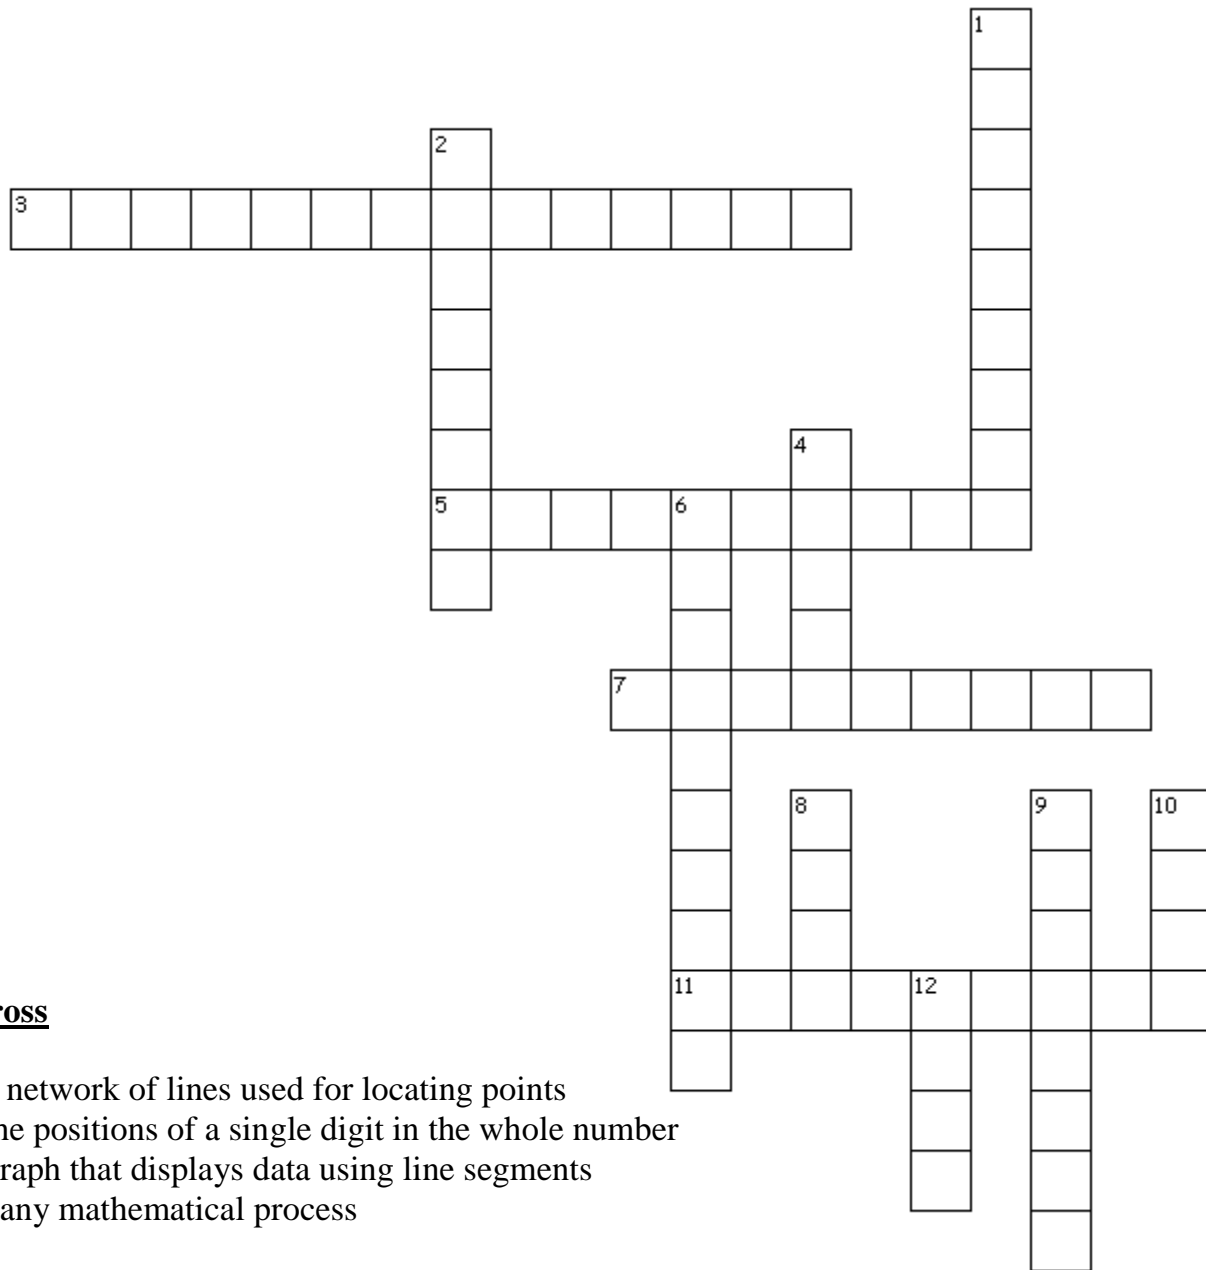 1
2
3
4
5
6
7
8
9
10
11
12
ross
network of lines used for locating points
ne positions of a single digit in the whole number
raph that displays data using line segments
any mathematical process